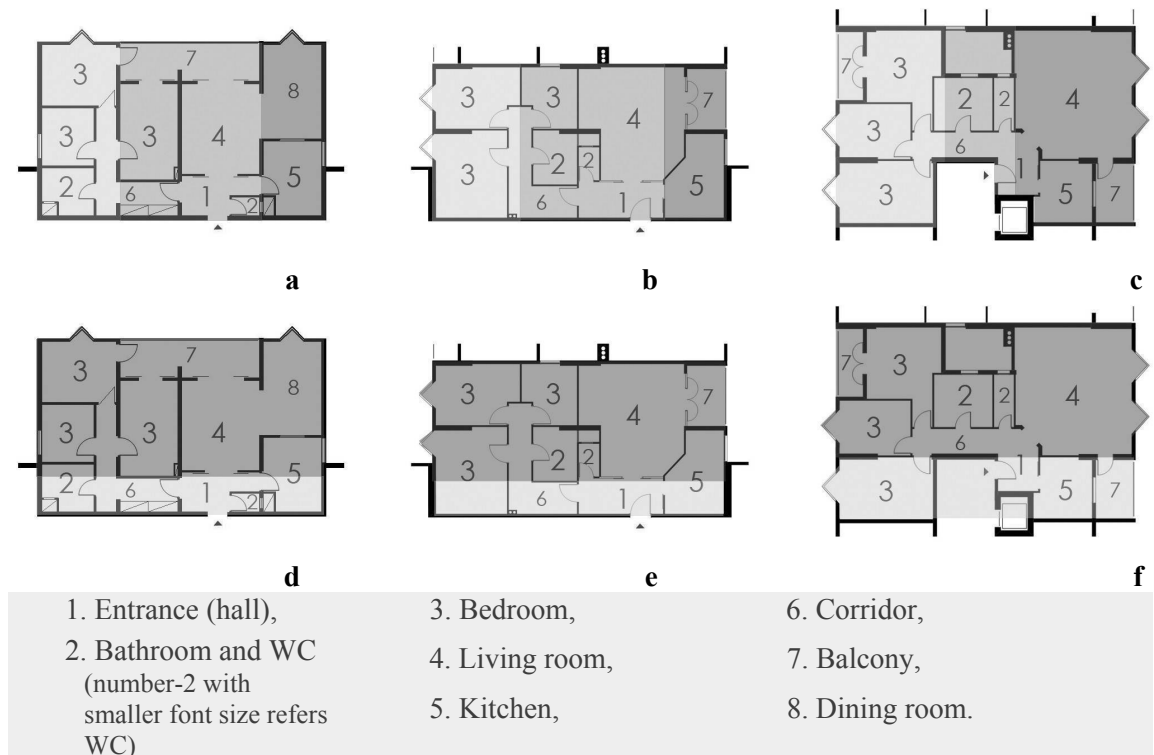 7
3 8
3 3 4
5
2 6 1 2
a
3 3 7
4
3 2 2
5
6 1
b
7 3
2 2 4
3
6 1
3 5 7
c
7
3 8
3 3 4
5
2 6 1 2
d
3 3 7
4
3 2 2
5
6 1
e
7 3
2 2 4
3
6
3 1 5 7
f
1. Entrance (hall),
2. Bathroom and WC
(number-2 with
smaller font size refers
WC)
3. Bedroom,
4. Living room,
5. Kitchen,
6. Corridor,
7. Balcony,
8. Dining room.